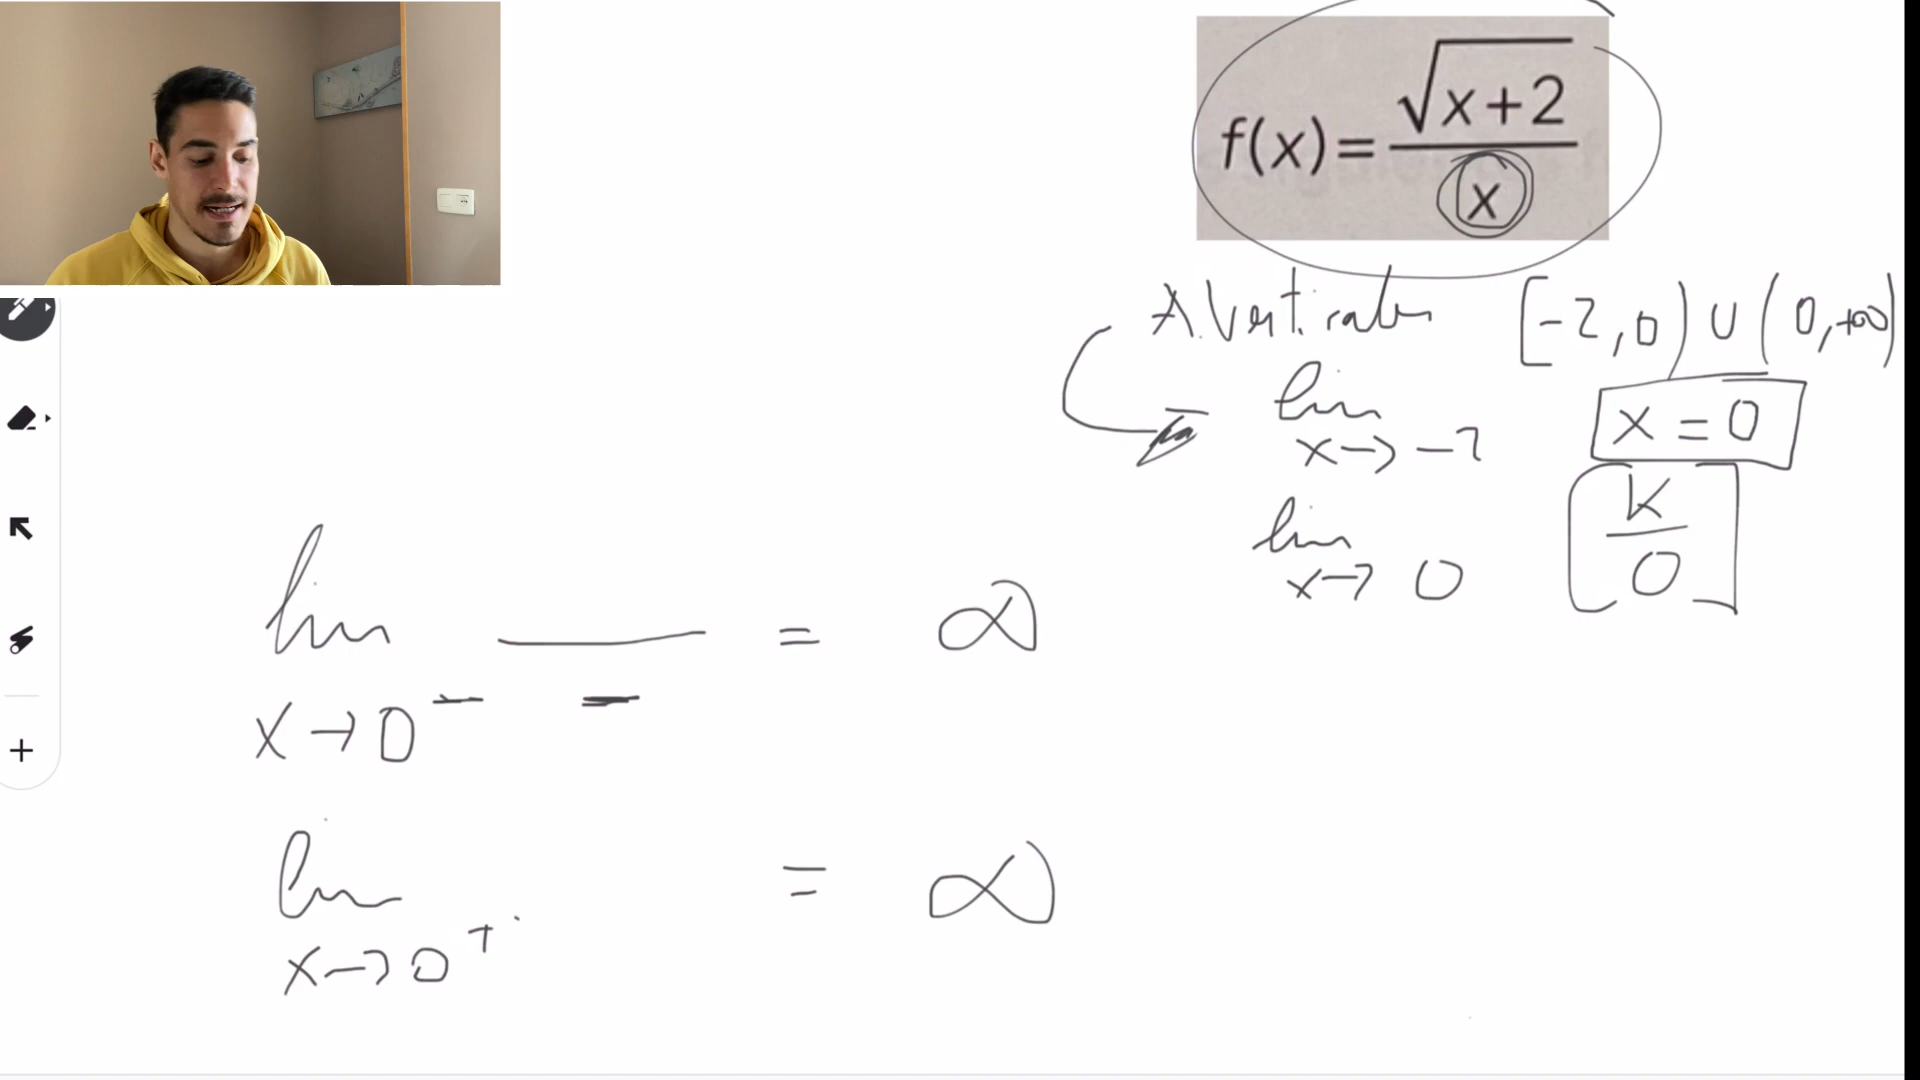 f(x) = √(x+2) / x
A. Verticales [-2, 0) ∪ (0, +∞)
lim x→-2
x = 0
lim x→0 [K/0]
lim x→0⁻ — = ∞
-
lim x→0⁺ = ∞